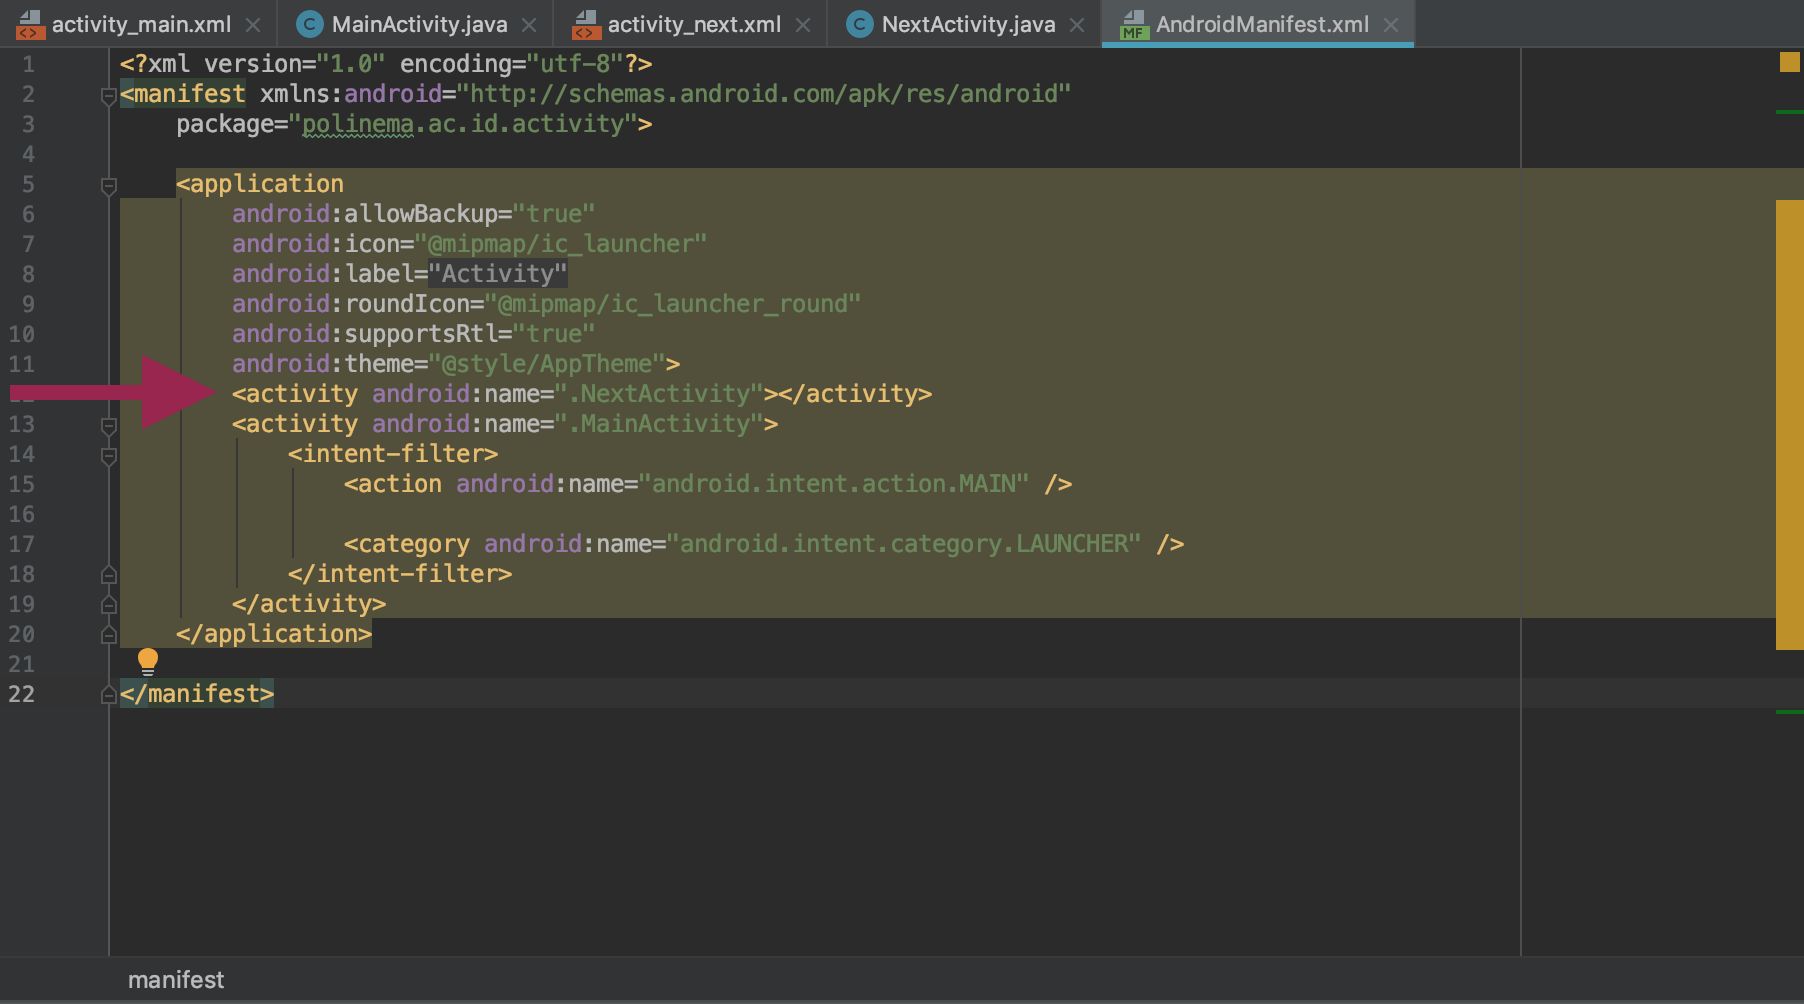 activity_main.xml MainActivity.java activity_next.xml NextActivity.java AndroidManifest.xml
1 <?xml version="1.0" encoding="utf-8"?>
2 <manifest xmlns:android="http://schemas.android.com/apk/res/android"
3 package="polinema.ac.id.activity">
4
5 <application
6 android:allowBackup="true"
7 android:icon="@mipmap/ic_launcher"
8 android:label="Activity"
9 android:roundIcon="@mipmap/ic_launcher_round"
10 android:supportsRtl="true"
11 android:theme="@style/AppTheme">
<activity android:name=".NextActivity"></activity>
13 <activity android:name=".MainActivity">
14 <intent-filter>
15 <action android:name="android.intent.action.MAIN" />
16
17 <category android:name="android.intent.category.LAUNCHER" />
18 </intent-filter>
19 </activity>
20 </application>
21
22 </manifest>
manifest